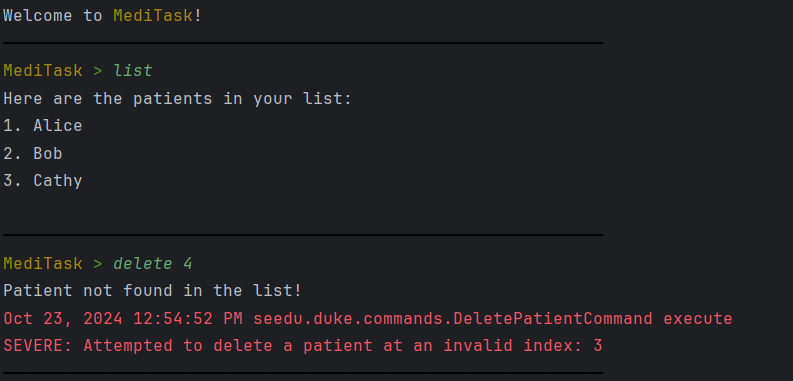 Welcome to MediTask!
MediTask > list
Here are the patients in your list:
1. Alice
2. Bob
3. Cathy
MediTask > delete 4
Patient not found in the list!
Oct 23, 2024 12:54:52 PM seedu.duke.commands.DeletePatientCommand execute
SEVERE: Attempted to delete a patient at an invalid index: 3